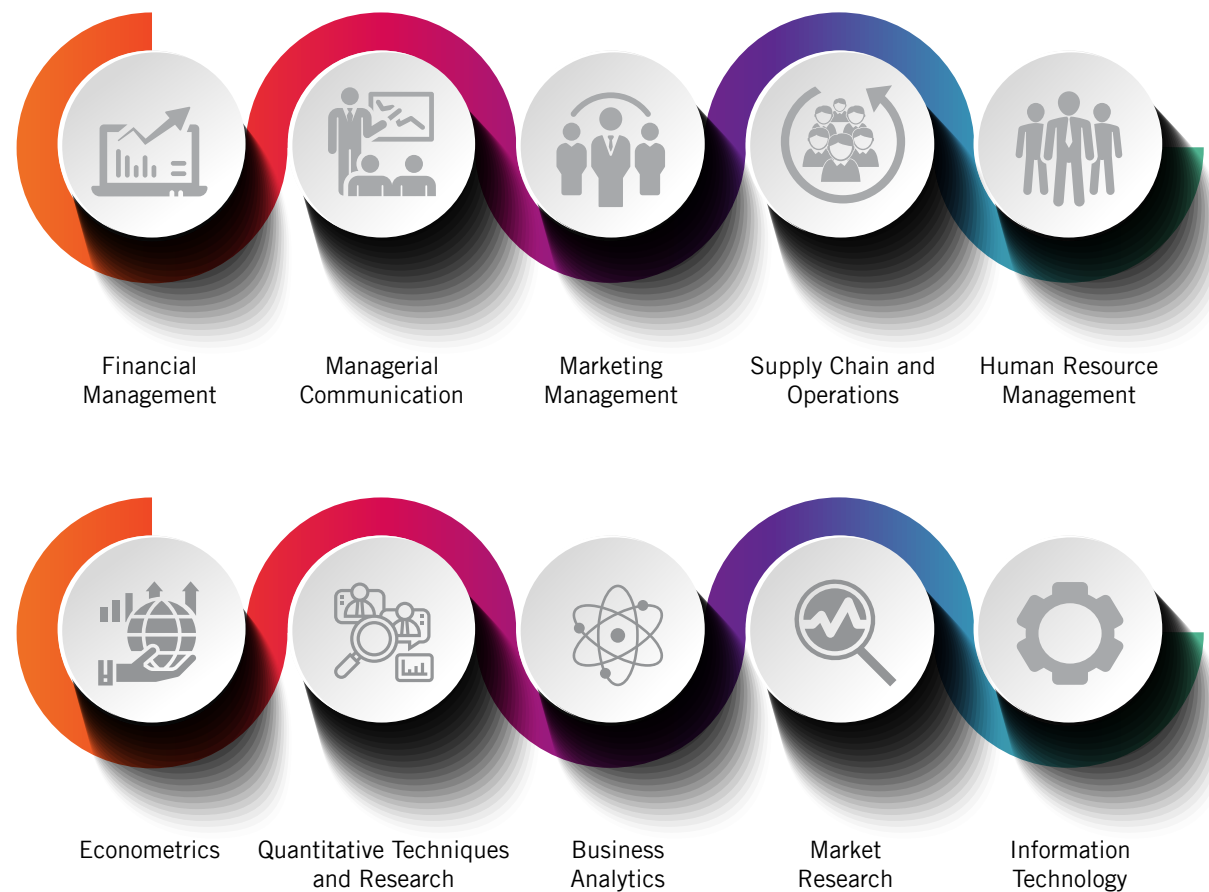 Financial
Management
Managerial
Communication
Marketing
Management
Supply Chain and
Operations
Human Resource
Management
Econometrics
Quantitative Techniques
and Research
Business
Analytics
Market
Research
Information
Technology